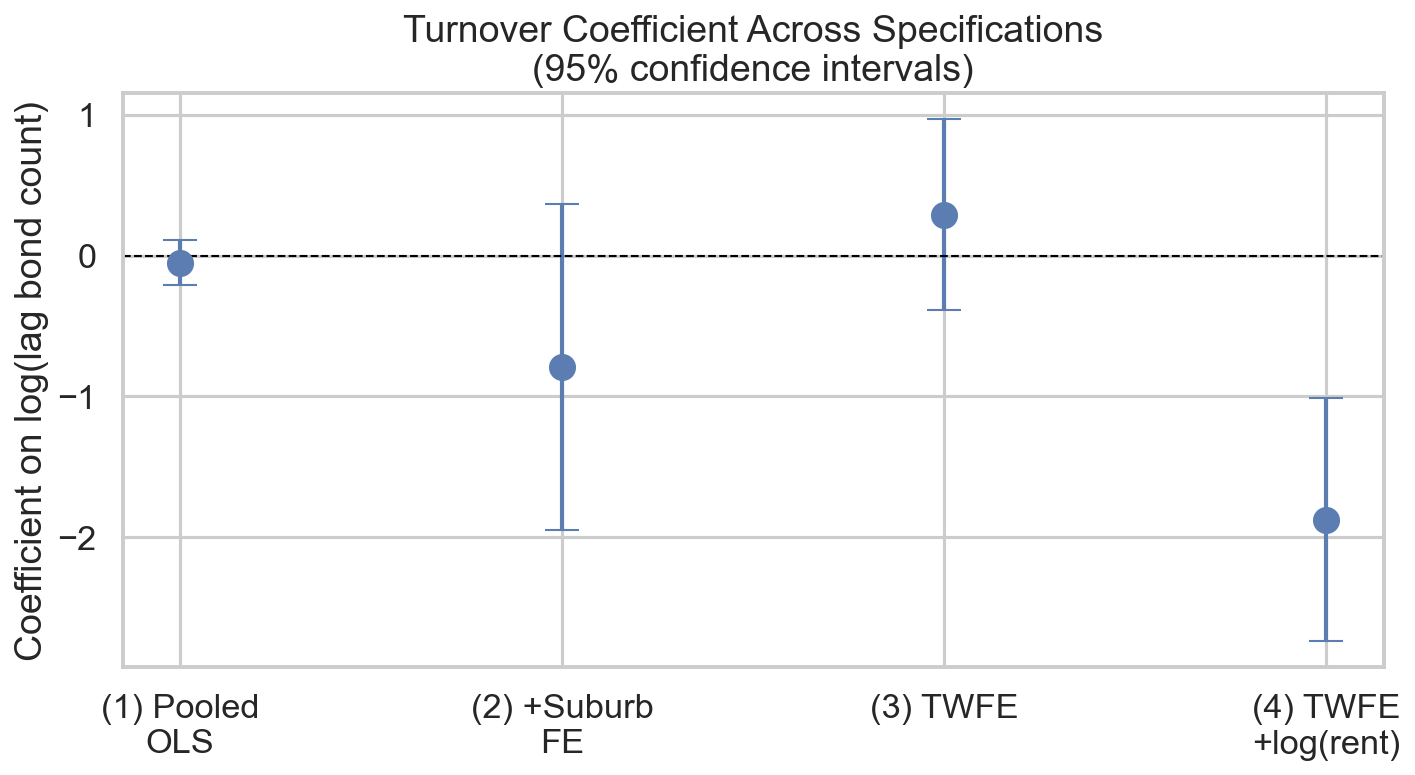 Turnover Coefficient Across Specifications
(95% confidence intervals)
Coefficient on log(lag bond count)
1
0
−1
−2
(1) Pooled
OLS
(2) +Suburb
FE
(3) TWFE
(4) TWFE
+log(rent)